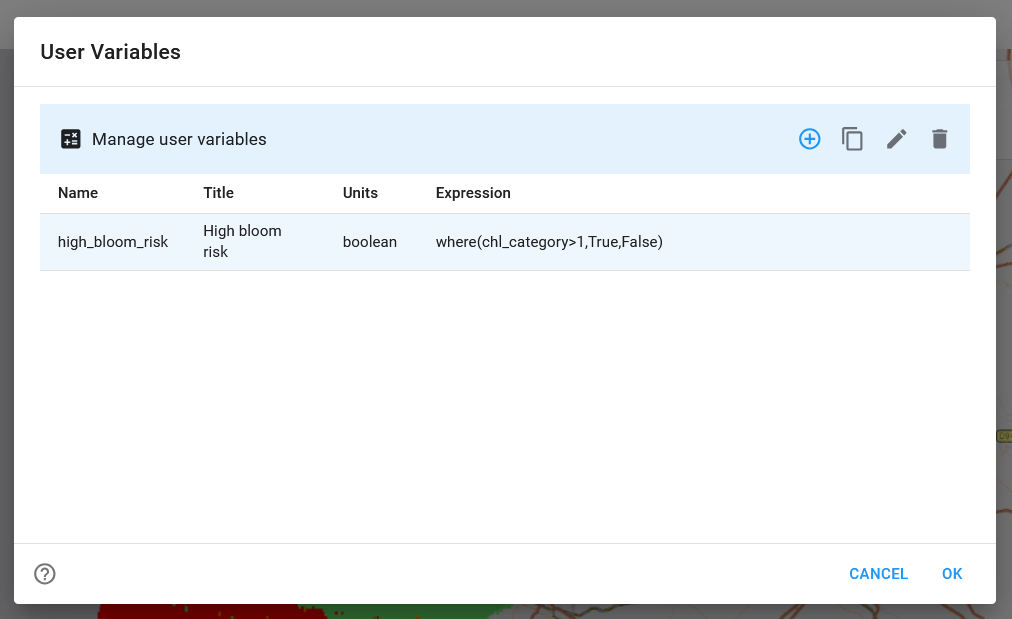 User Variables
Manage user variables
Name Title Units Expression
high_bloom_risk High bloom risk boolean where(chl_category>1,True,False)
CANCEL OK